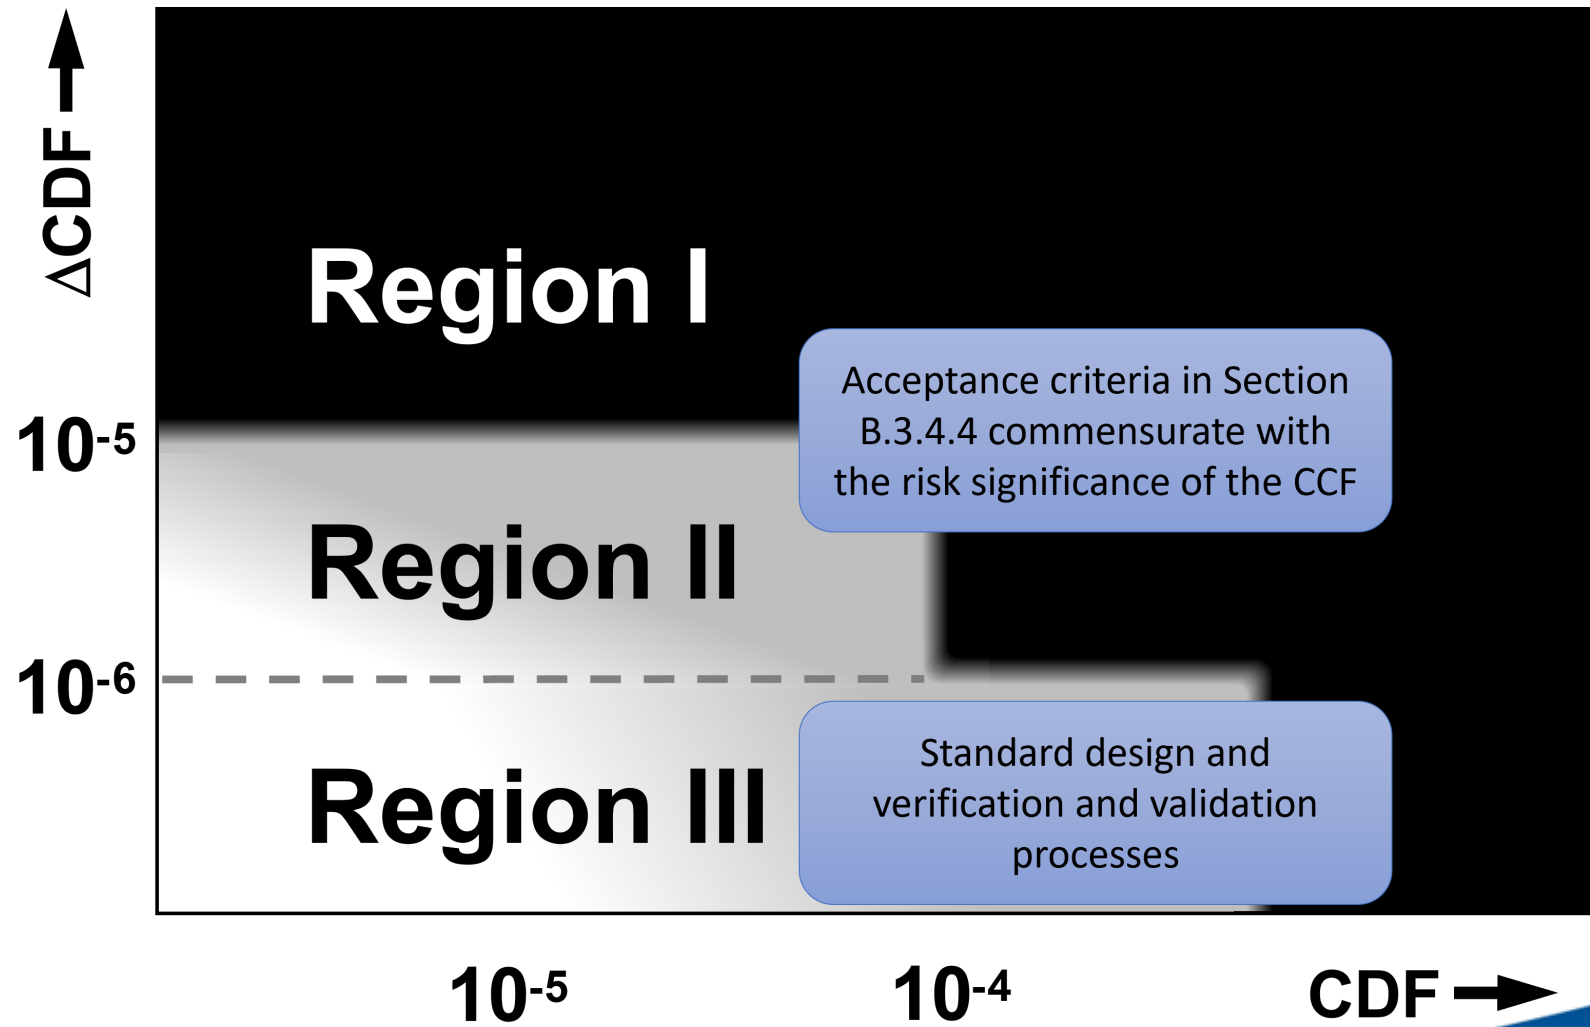 ΔCDF
Region I
Acceptance criteria in Section
B.3.4.4 commensurate with
the risk significance of the CCF
10-5
Region II
10-6
Region III
Standard design and
verification and validation
processes
10-5
10-4
CDF